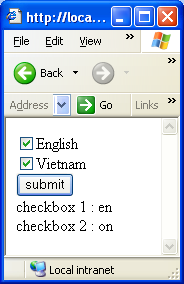 http://loca...
File Edit View »
Back
Address Go Links »
English
Vietnam
submit
checkbox 1 : en
checkbox 2 : on
Local intranet